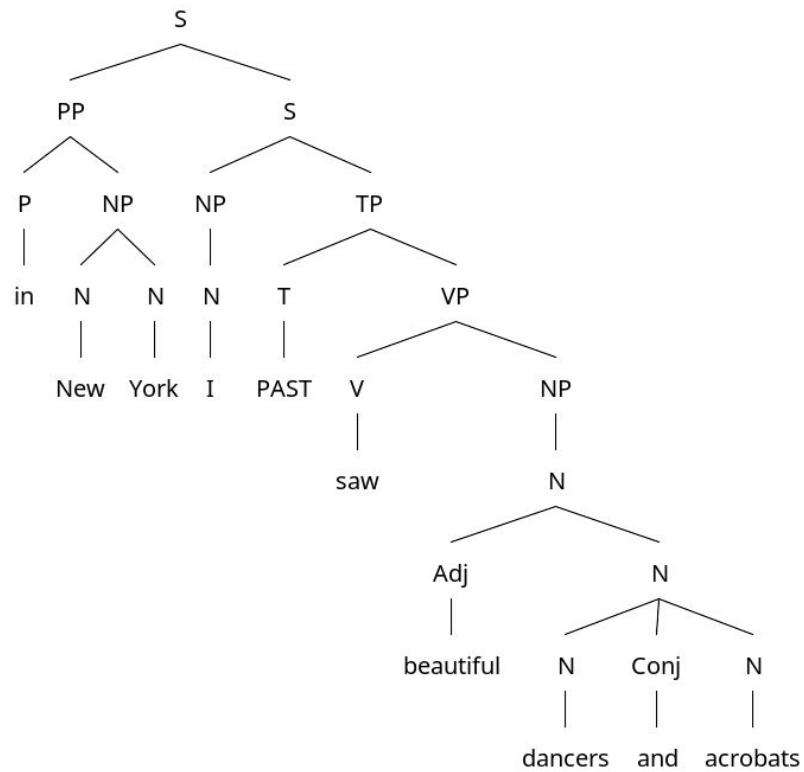 S
PP S
P NP NP TP
in N N N T VP
New York I PAST V NP
saw N
Adj N
beautiful N Conj N
dancers and acrobats